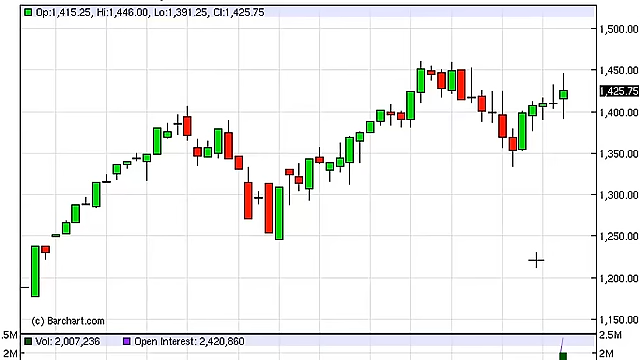 Op:1,415.25, Hi:1,446.00, Lo:1,391.25, Cl:1,425.75
1,500.00
1,450.00
1,425.75
1,400.00
1,350.00
1,300.00
1,250.00
1,200.00
1,150.00
(c) Barchart.com
.5M Vol: 2,007,236 Open Interest: 2,420,860 2.5M
2M 2M